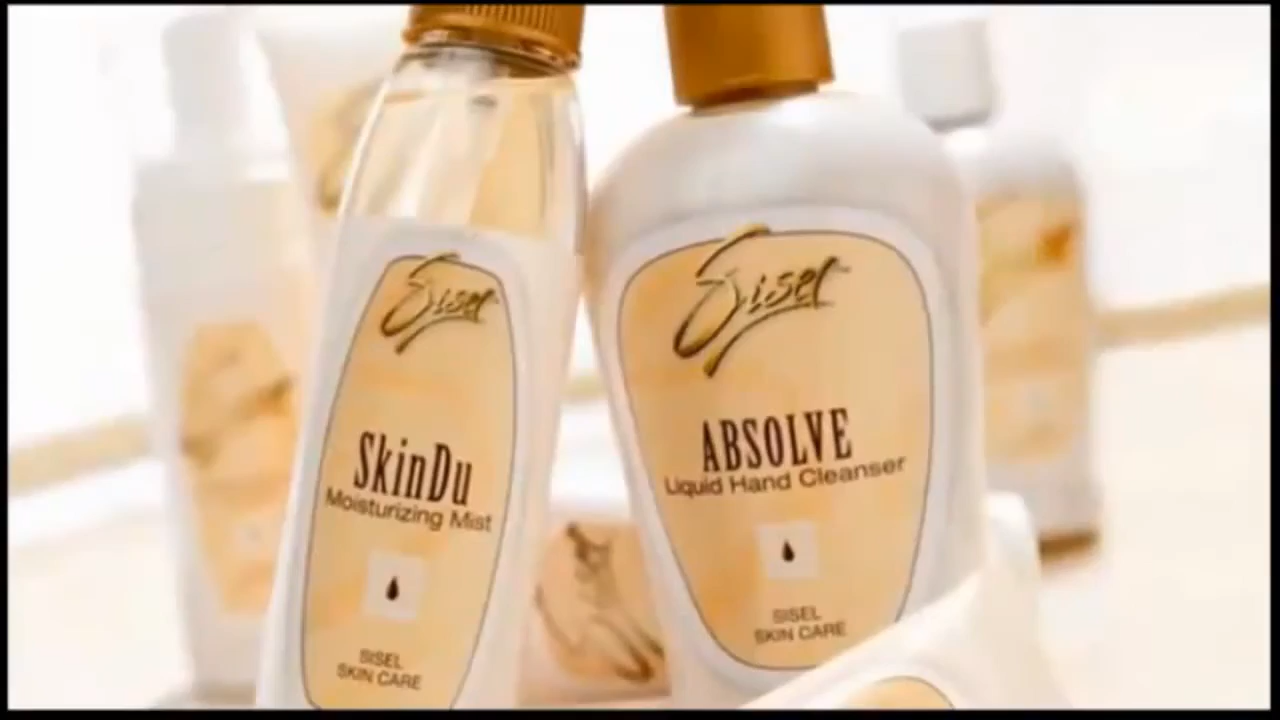 Sisel
SkinDu
Moisturizing Mist
SISEL
SKIN CARE
Sisel
ABSOLVE
Liquid Hand Cleanser
SISEL
SKIN CARE